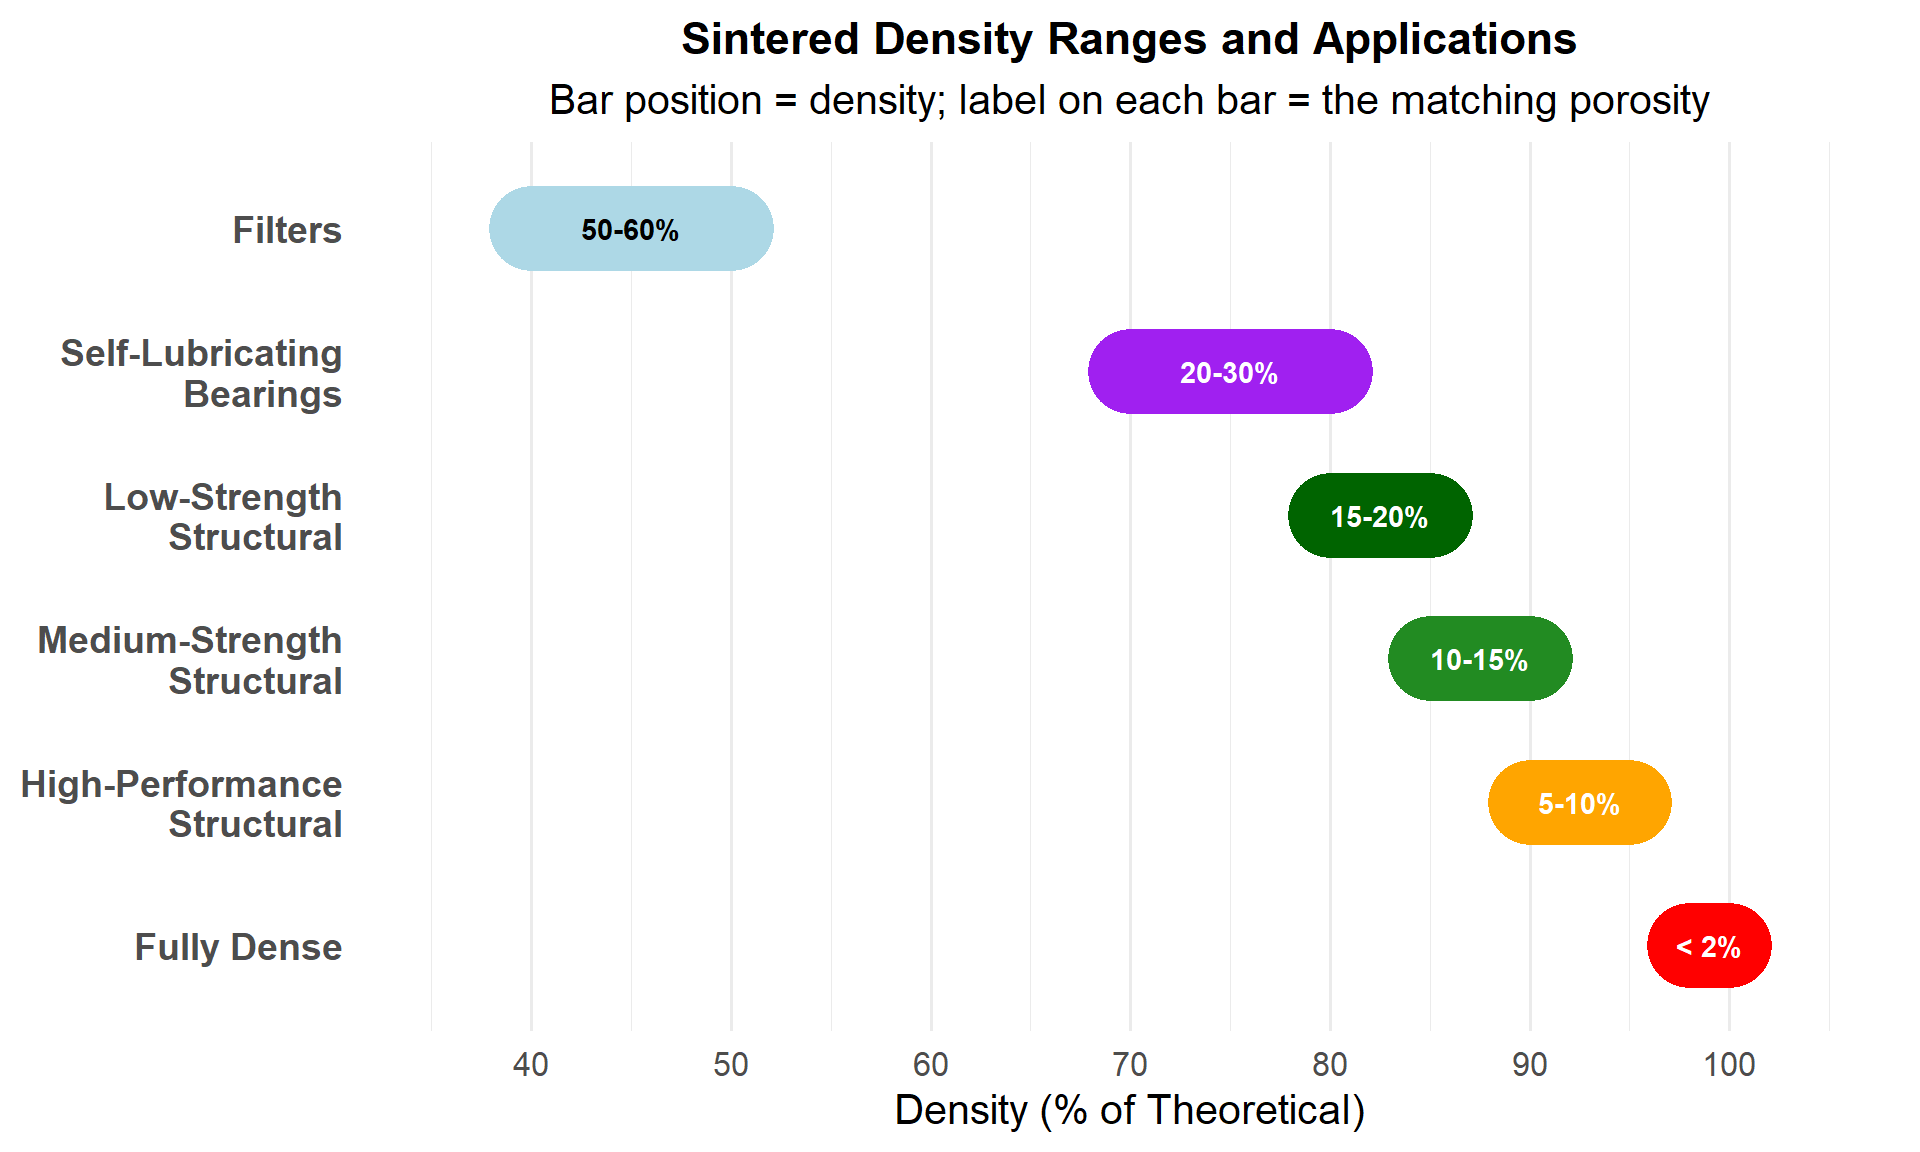 Sintered Density Ranges and Applications
Bar position = density; label on each bar = the matching porosity
Filters
50-60%
Self-Lubricating
Bearings
20-30%
Low-Strength
Structural
15-20%
Medium-Strength
Structural
10-15%
High-Performance
Structural
5-10%
Fully Dense
< 2%
40 50 60 70 80 90 100
Density (% of Theoretical)